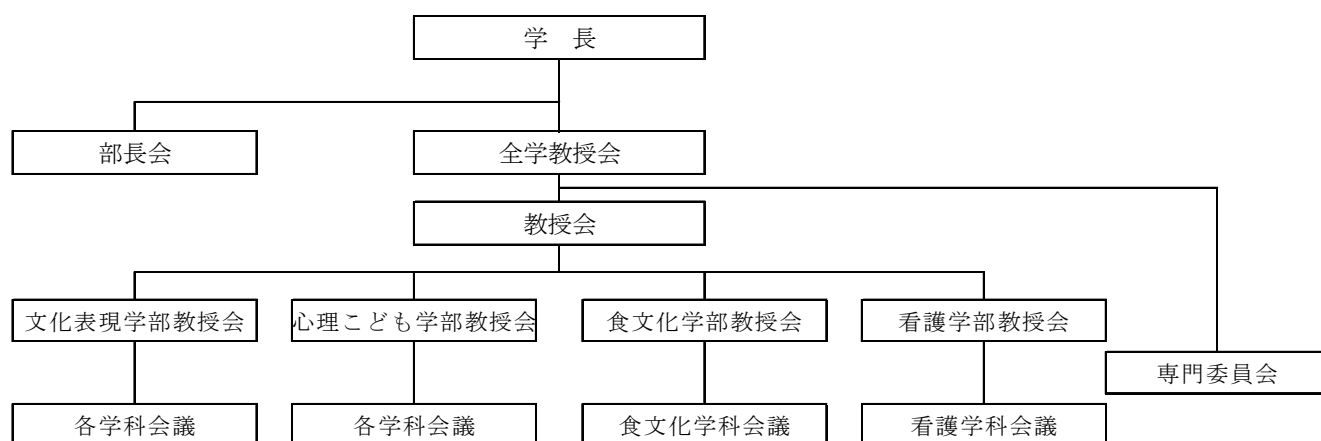 学　長
部長会
全学教授会
教授会
文化表現学部教授会
心理こども学部教授会
食文化学部教授会
看護学部教授会
専門委員会
各学科会議
各学科会議
食文化学科会議
看護学科会議